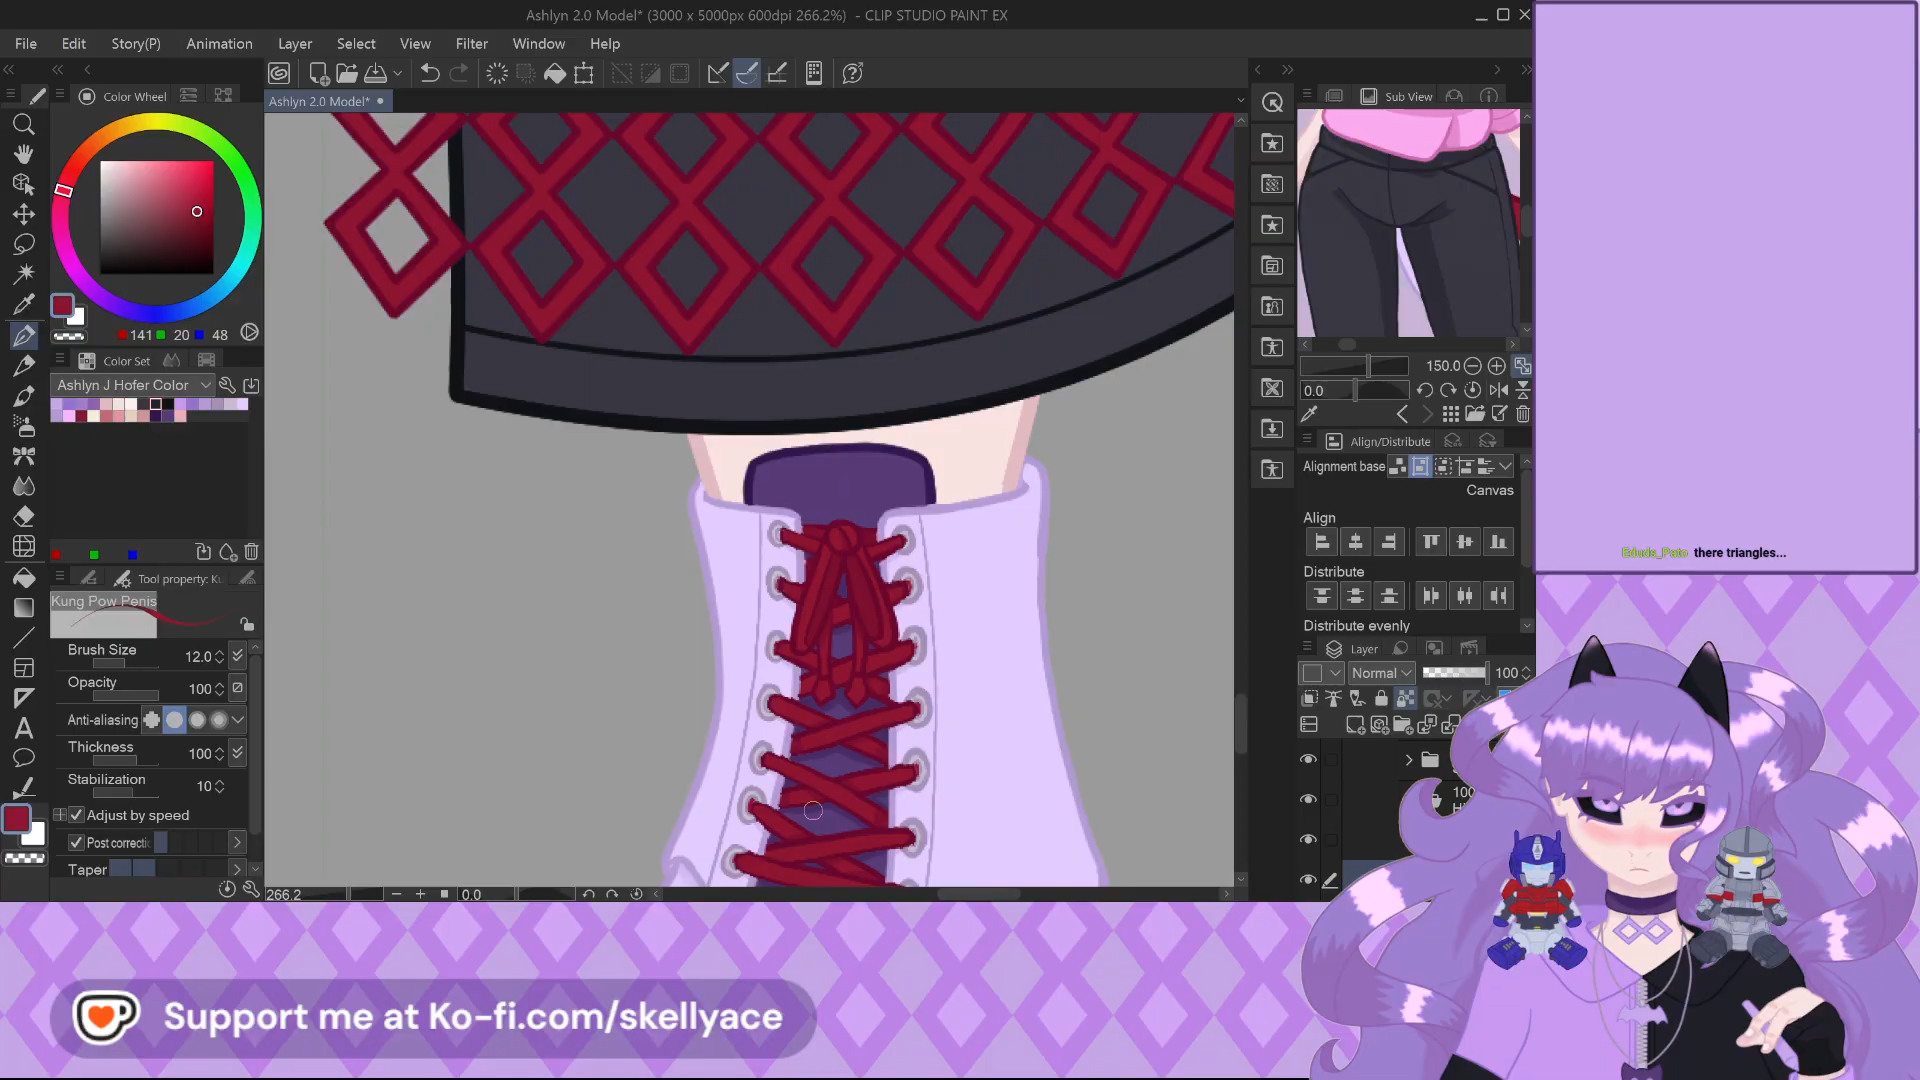 Ashlyn 2.0 Model* (3000 x 5000px 600dpi 266.2%) - CLIP STUDIO PAINT EX
File Edit Story(P) Animation Layer Select View Filter Window Help
Color Wheel
Ashlyn 2.0 Model*
Sub View
141 20 48
Color Set
Ashlyn J Hofer Color
150.0
0.0
Align/Distribute
Alignment base
Canvas
Align
Distribute
Distribute evenly
Tool property: Ku
Kung Pow Penis
Brush Size 12.0
Opacity 100
Anti-aliasing
Thickness 100
Stabilization 10
Adjust by speed
Post correctio
Taper
Layer
Normal 100
100
266.2 0.0
there triangles...
Support me at Ko-fi.com/skellyace